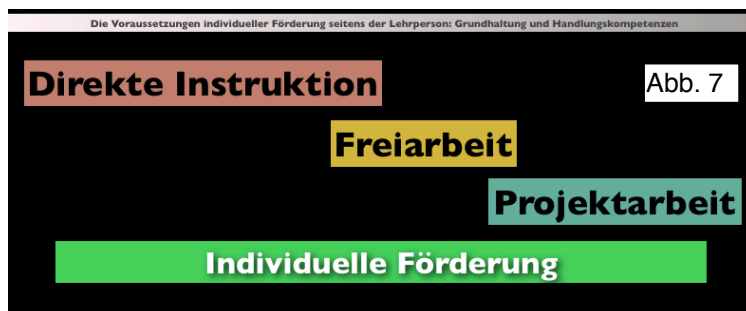 Die Voraussetzungen individueller Förderung seitens der Lehrperson: Grundhaltung und Handlungskompetenzen
Direkte Instruktion
Abb. 7
Freiarbeit
Projektarbeit
Individuelle Förderung